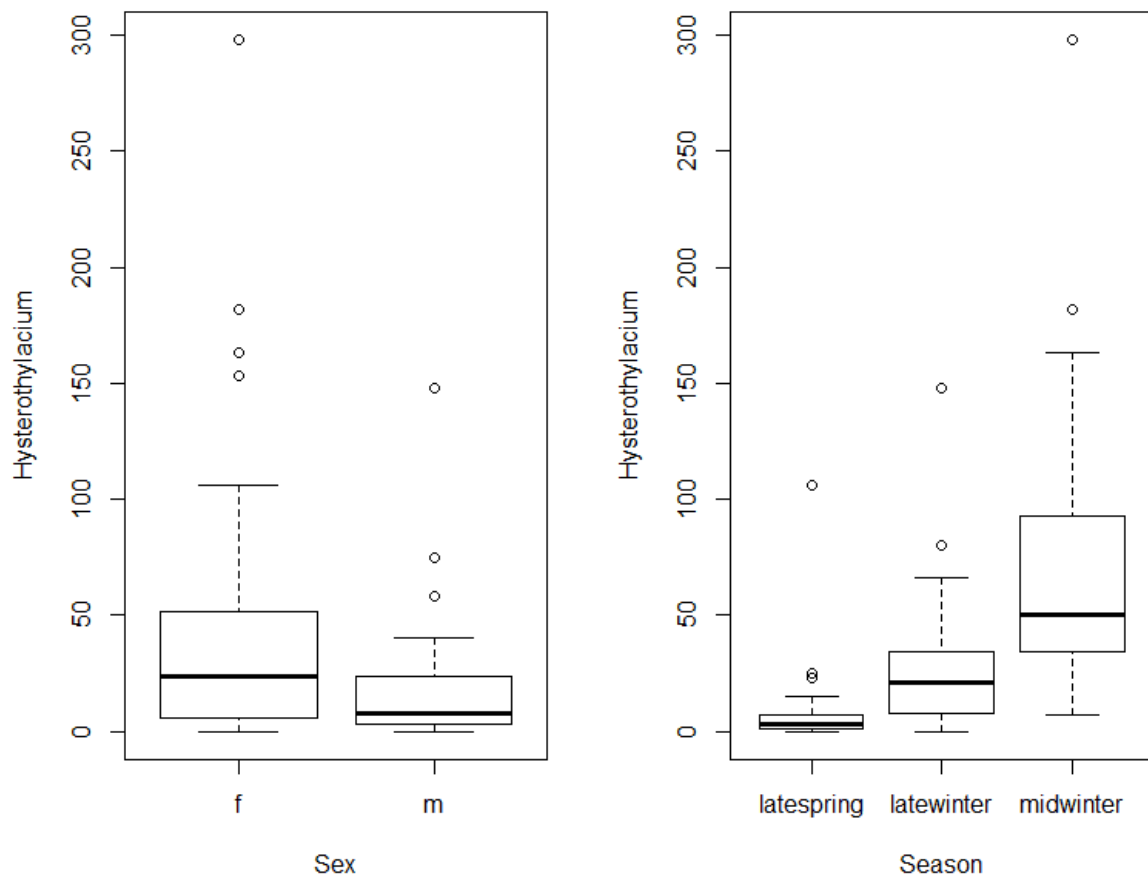 Hysterothylacium
300
250
200
150
100
50
0
f
m
Sex
Hysterothylacium
300
250
200
150
100
50
0
latespring
latewinter
midwinter
Season